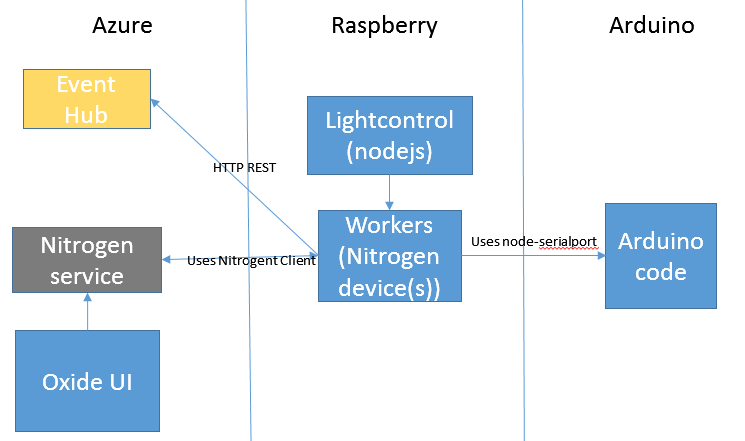 Azure
Raspberry
Arduino
Event
Hub
Lightcontrol
(nodejs)
HTTP REST
Nitrogen
service
Uses Nitrogent Client
Workers
(Nitrogen
device(s))
Uses node-serialport
Arduino
code
Oxide UI